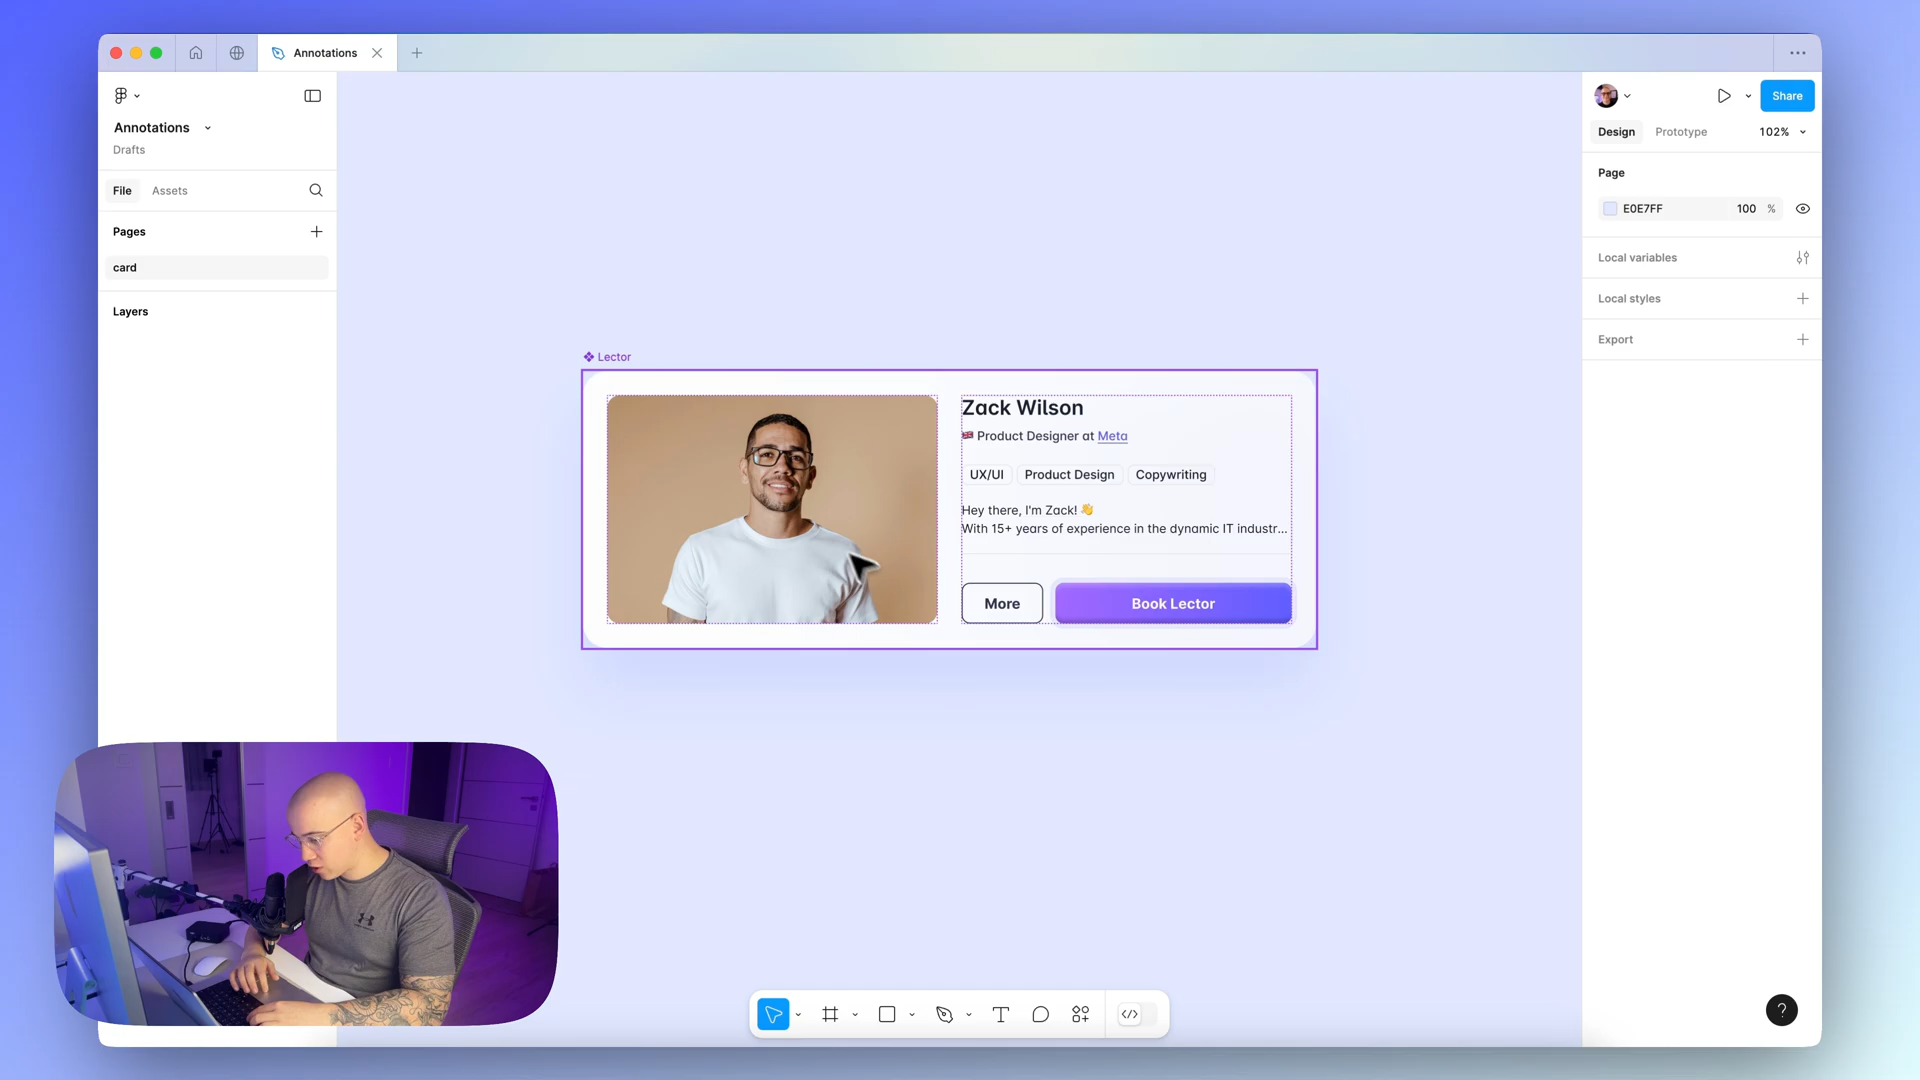 Annotations
Annotations
Drafts
File
Assets
Pages
card
Layers
Lector
Zack Wilson
Product Designer at Meta
UX/UI
Product Design
Copywriting
Hey there, I'm Zack! 👋
With 15+ years of experience in the dynamic IT industr...
More
Book Lector
Share
Design
Prototype
102%
Page
E0E7FF
100
%
Local variables
Local styles
Export
?